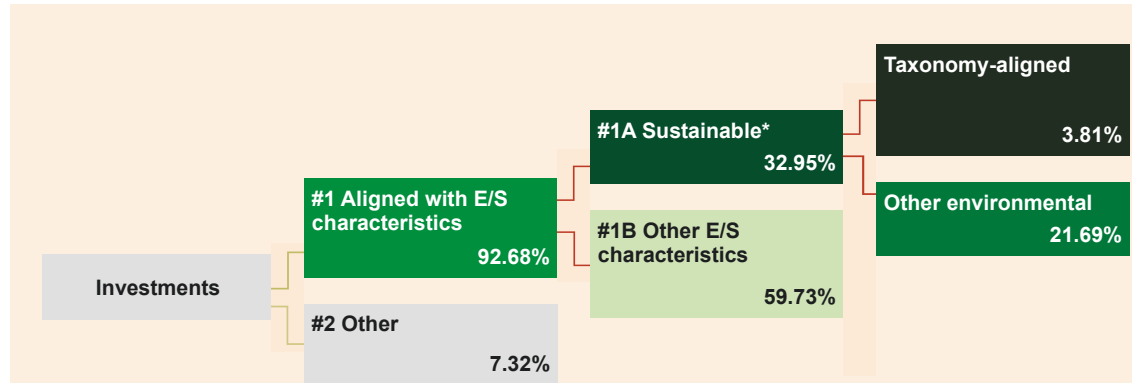 Investments
#1 Aligned with E/S
characteristics
92.68%
#2 Other
7.32%
#1A Sustainable*
32.95%
#1B Other E/S
characteristics
59.73%
Taxonomy-aligned
3.81%
Other environmental
21.69%